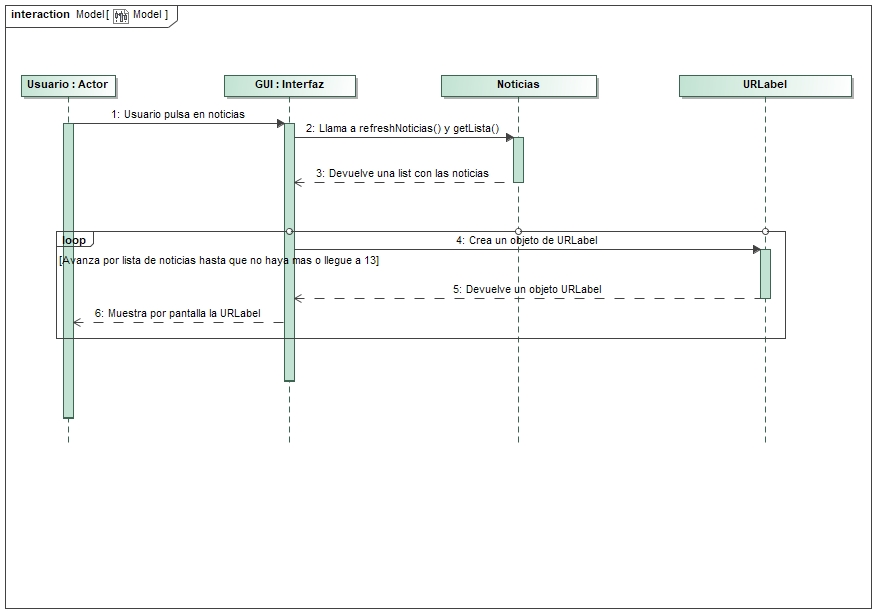 interaction Model[ Model ]
Usuario : Actor
GUI : Interfaz
Noticias
URLabel
1: Usuario pulsa en noticias
2: Llama a refreshNoticias() y getLista()
3: Devuelve una list con las noticias
loop
4: Crea un objeto de URLabel
[Avanza por lista de noticias hasta que no haya mas o llegue a 13]
5: Devuelve un objeto URLabel
6: Muestra por pantalla la URLabel